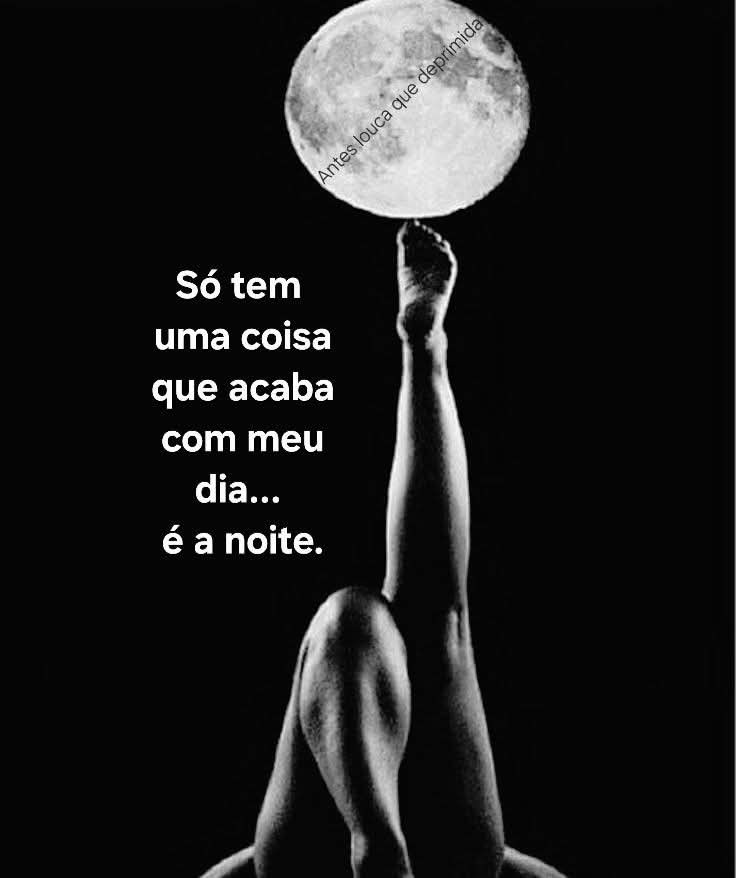 Antes louca que deprimida
Só tem
uma coisa
que acaba
com meu
dia...
é a noite.